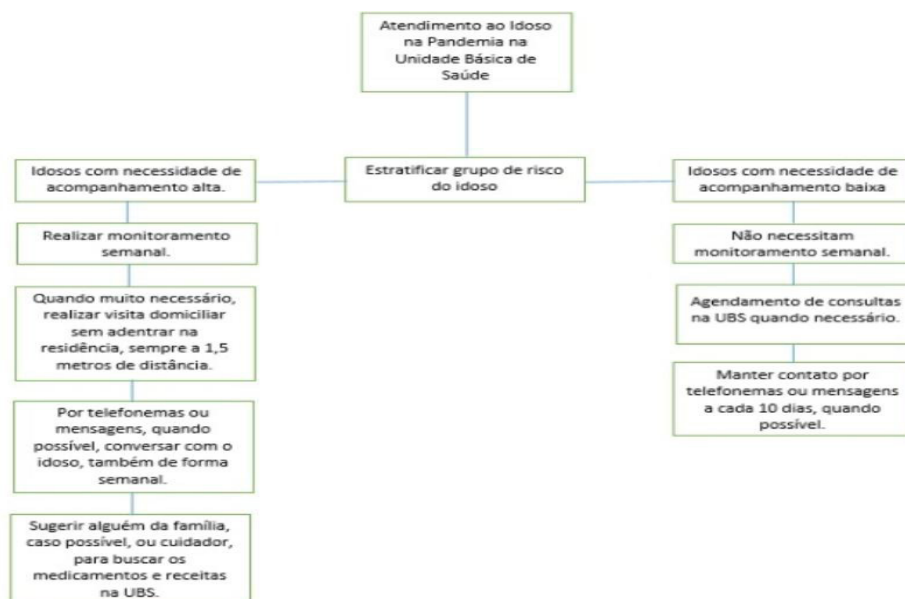 Atendimento ao Idoso
na Pandemia na
Unidade Básica de
Saúde
Estratificar grupo de risco
do idoso
Idosos com necessidade de
acompanhamento alta.
Realizar monitoramento
semanal.
Quando muito necessário,
realizar visita domiciliar
sem adentrar na
residência, sempre a 1,5
metros de distância.
Por telefonemas ou
mensagens, quando
possível, conversar com o
idoso, também de forma
semanal.
Sugerir alguém da família,
caso possível, ou cuidador,
para buscar os
medicamentos e receitas
na UBS.
Idosos com necessidade de
acompanhamento baixa
Não necessitam
monitoramento semanal.
Agendamento de consultas
na UBS quando necessário.
Manter contato por
telefonemas ou mensagens
a cada 10 dias, quando
possível.